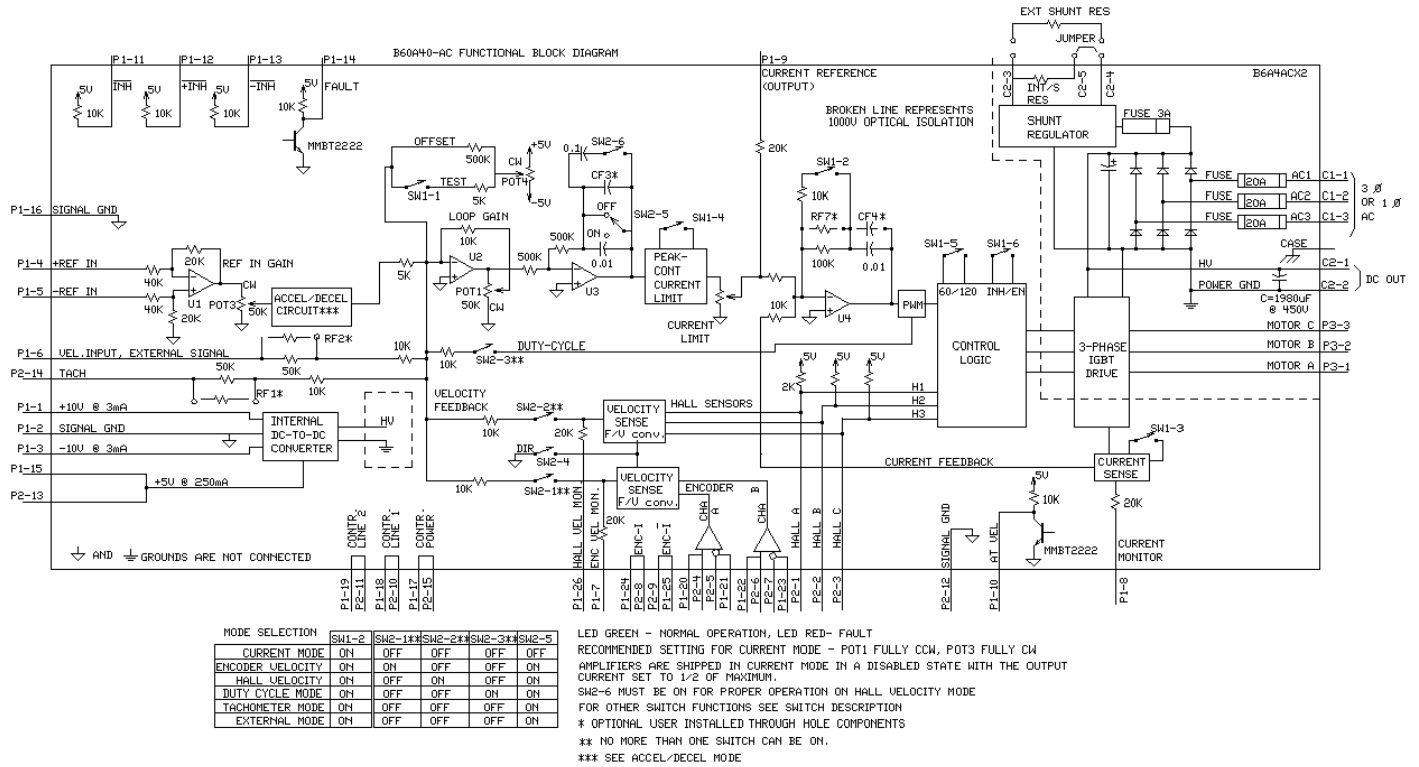 EXT SHUNT RES
JUMPER
B60A40-AC FUNCTIONAL BLOCK DIAGRAM
P1-11
P1-12
P1-13
P1-14
P1-9
INH
+INH
-INH
FAULT
CURRENT REFERENCE
(OUTPUT)
B6A4ACX2
C2-3
C2-5
C2-4
INT/S
RES
5V
10K
5V
10K
5V
10K
5V
10K
MMBT2222
BROKEN LINE REPRESENTS
1000V OPTICAL ISOLATION
SHUNT
REGULATOR
FUSE 3A
OFFSET
500K
SW1-1
TEST
5K
CW
POT4
+5V
-5V
0.1
SW2-6
CF3*
OFF
ON
0.01
SW2-5
SW1-4
20K
SW1-2
10K
RF7*
CF4*
100K
0.01
SW1-5
SW1-6
FUSE 20A AC1 C1-1
FUSE 20A AC2 C1-2
FUSE 20A AC3 C1-3
3 Ø
OR 1 Ø
AC
P1-16 SIGNAL GND
LOOP GAIN
10K
U2
500K
500K
U3
PEAK-
CONT
CURRENT
LIMIT
CURRENT
LIMIT
10K
U4
PWM
60/120
INH/EN
CASE
HV C2-1
POWER GND C2-2
DC OUT
C=1980uF
@ 450V
P1-4 +REF IN
P1-5 -REF IN
20K
REF IN GAIN
40K
40K
U1
20K
CW
POT3
50K
ACCEL/DECEL
CIRCUIT***
5K
POT1
50K
CW
P1-6 VEL.INPUT, EXTERNAL SIGNAL
RF2*
50K
10K
10K
SW2-3**
DUTY-CYCLE
CONTROL
LOGIC
3-PHASE
IGBT
DRIVE
MOTOR C P3-3
MOTOR B P3-2
MOTOR A P3-1
P2-14 TACH
50K
RF1*
10K
5V
5V
5V
2K
H1
H2
H3
P1-1 +10V @ 3mA
P1-2 SIGNAL GND
P1-3 -10V @ 3mA
P1-15
P2-13
+5V @ 250mA
INTERNAL
DC-TO-DC
CONVERTER
HV
VELOCITY
FEEDBACK
10K
SW2-2**
20K
VELOCITY
SENSE
F/V conv.
HALL SENSORS
DIR
SW2-4
10K
SW2-1**
VELOCITY
SENSE
F/V conv.
ENCODER
20K
CHA
A
CHA
B
CURRENT FEEDBACK
SW1-3
CURRENT
SENSE
20K
CURRENT
MONITOR
5V
10K
MMBT2222
AT VEL
SIGNAL GND
CONTR.
LINE 2
CONTR.
LINE 1
CONTR.
POWER
HALL VEL MON.
ENC VEL MON.
ENC-I
ENC-I
HALL A
HALL B
HALL C
AND
GROUNDS ARE NOT CONNECTED
P1-19
P2-11
P1-18
P2-10
P1-17
P2-15
P1-26
P1-7
P1-24
P2-8
P2-9
P1-25
P1-20
P2-4
P2-5
P1-21
P1-22
P2-6
P2-7
P1-23
P2-1
P2-2
P2-3
P2-12
P1-10
P1-8
MODE SELECTION SW1-2 SW2-1** SW2-2** SW2-3** SW2-5
CURRENT MODE ON OFF OFF OFF OFF
ENCODER VELOCITY ON ON OFF OFF ON
HALL VELOCITY ON OFF ON OFF ON
DUTY CYCLE MODE ON OFF OFF ON ON
TACHOMETER MODE ON OFF OFF OFF ON
EXTERNAL MODE ON OFF OFF OFF ON
LED GREEN - NORMAL OPERATION, LED RED- FAULT
RECOMMENDED SETTING FOR CURRENT MODE - POT1 FULLY CCW, POT3 FULLY CW
AMPLIFIERS ARE SHIPPED IN CURRENT MODE IN A DISABLED STATE WITH THE OUTPUT
CURRENT SET TO 1/2 OF MAXIMUM.
SW2-6 MUST BE ON FOR PROPER OPERATION ON HALL VELOCITY MODE
FOR OTHER SWITCH FUNCTIONS SEE SWITCH DESCRIPTION
* OPTIONAL USER INSTALLED THROUGH HOLE COMPONENTS
** NO MORE THAN ONE SWITCH CAN BE ON.
*** SEE ACCEL/DECEL MODE